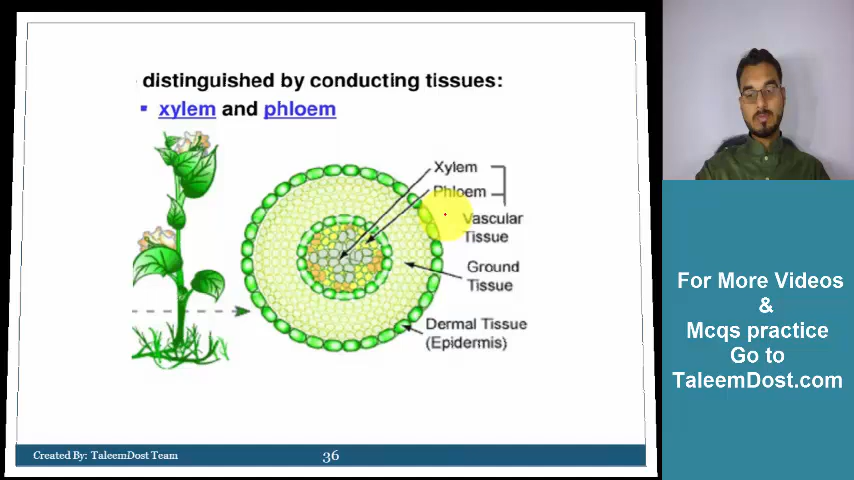 distinguished by conducting tissues:
▪ xylem and phloem
Xylem
Phloem
Vascular
Tissue
Ground
Tissue
Dermal Tissue
(Epidermis)
Created By: TaleemDost Team
36
For More Videos
&
Mcqs practice
Go to
TaleemDost.com